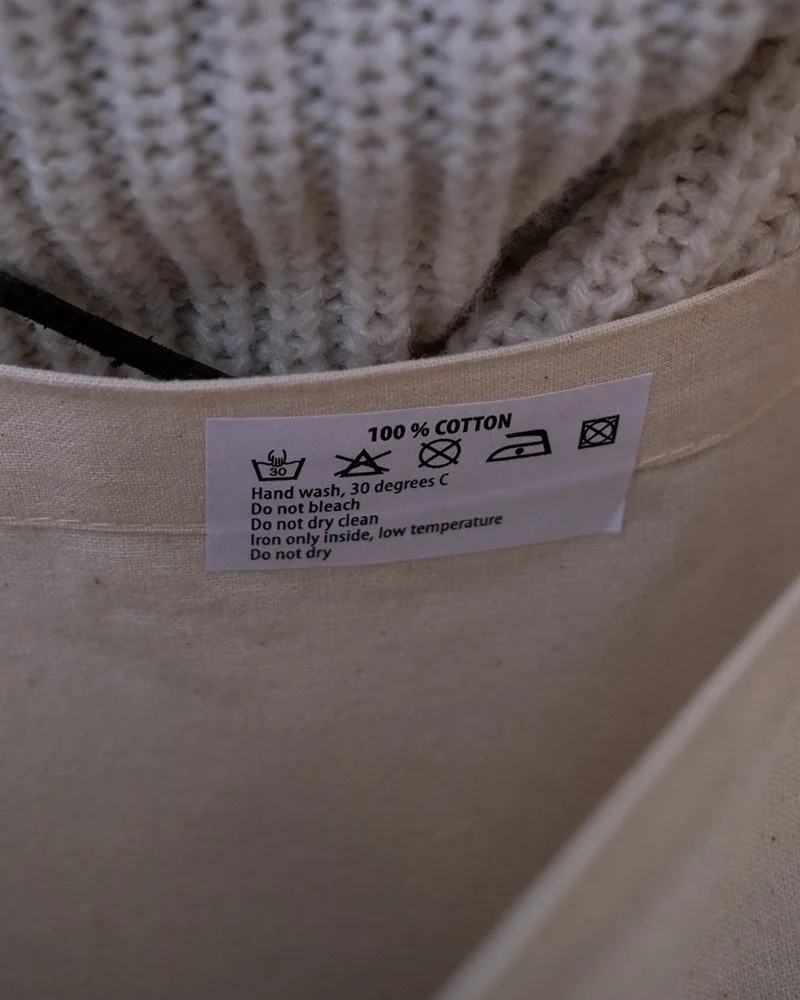 100 % COTTON
30
Hand wash, 30 degrees C
Do not bleach
Do not dry clean
Iron only inside, low temperature
Do not dry